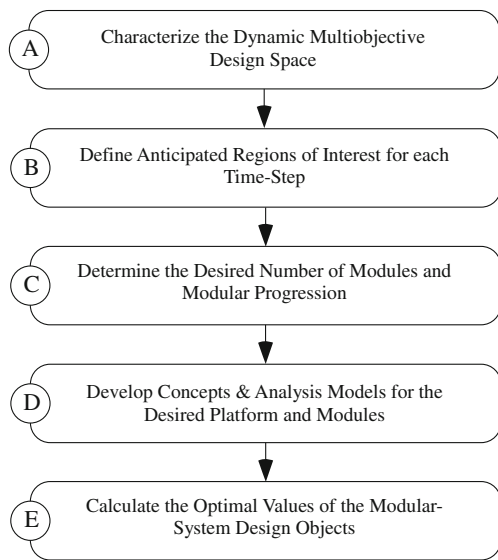 A
Characterize the Dynamic Multiobjective
Design Space
B
Define Anticipated Regions of Interest for each
Time-Step
C
Determine the Desired Number of Modules and
Modular Progression
D
Develop Concepts & Analysis Models for the
Desired Platform and Modules
E
Calculate the Optimal Values of the Modular-
System Design Objects